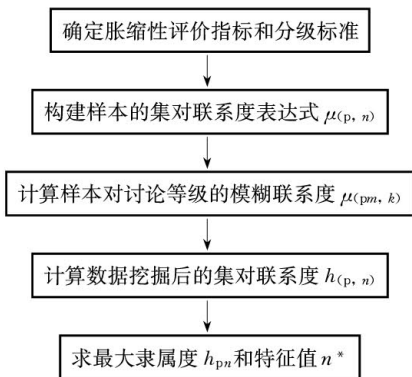 确定胀缩性评价指标和分级标准
构建样本的集对联系度表达式 μ(p, n)
计算样本对讨论等级的模糊联系度 μ(pm, k)
计算数据挖掘后的集对联系度 h(p, n)
求最大隶属度 hpn和特征值 n*